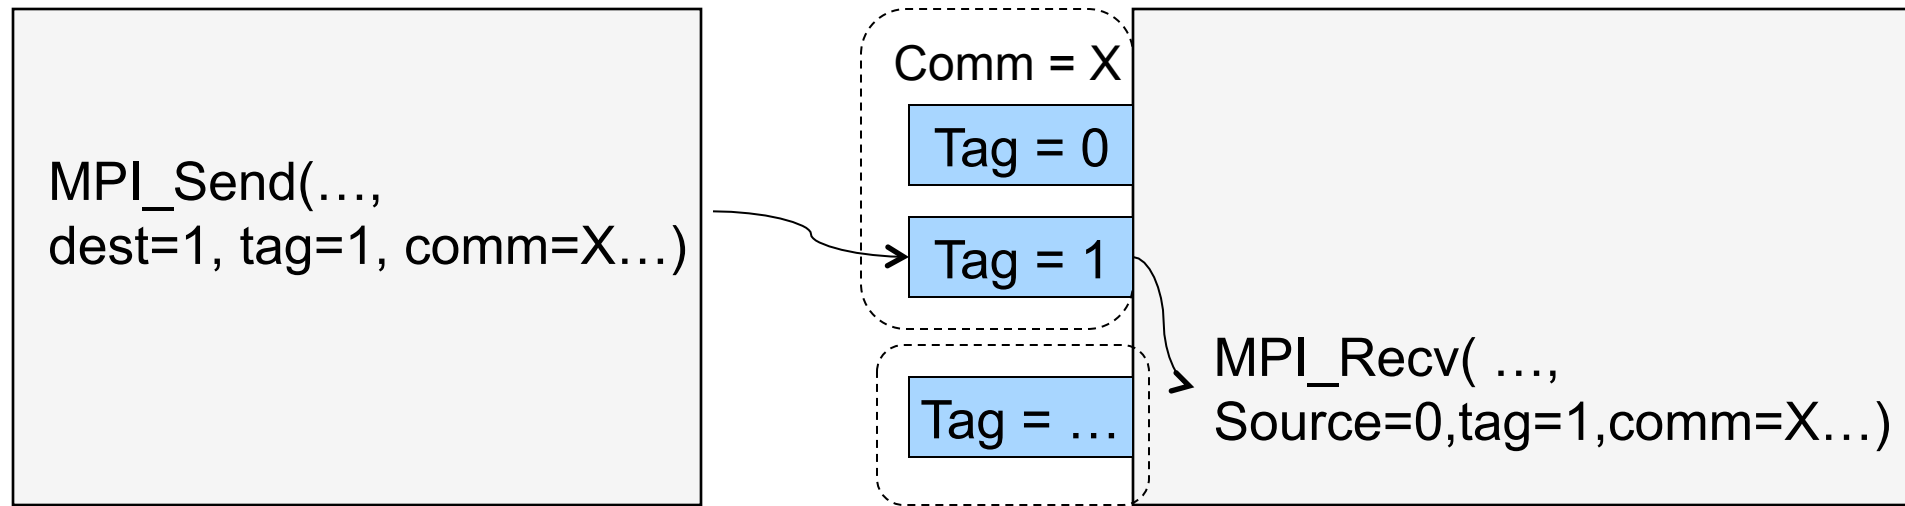 MPI_Send(…,
dest=1, tag=1, comm=X…)
Comm = X
Tag = 0
Tag = 1
Tag = …
MPI_Recv( …,
Source=0,tag=1,comm=X…)